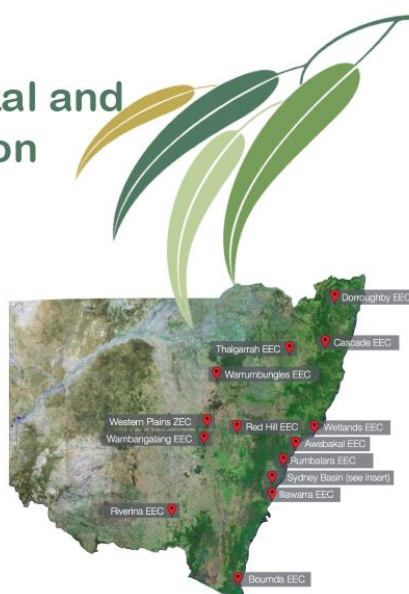 al and
on
Dorroughby EEC
Cascade EEC
Thalgarrah EEC
Warrumbungles EEC
Western Plains ZEC
Red Hill EEC
Wetlands EEC
Wambangalang EEC
Awabakal EEC
Rumbalara EEC
Sydney Basin (see insert)
Illawarra EEC
Riverina EEC
Bournda EEC